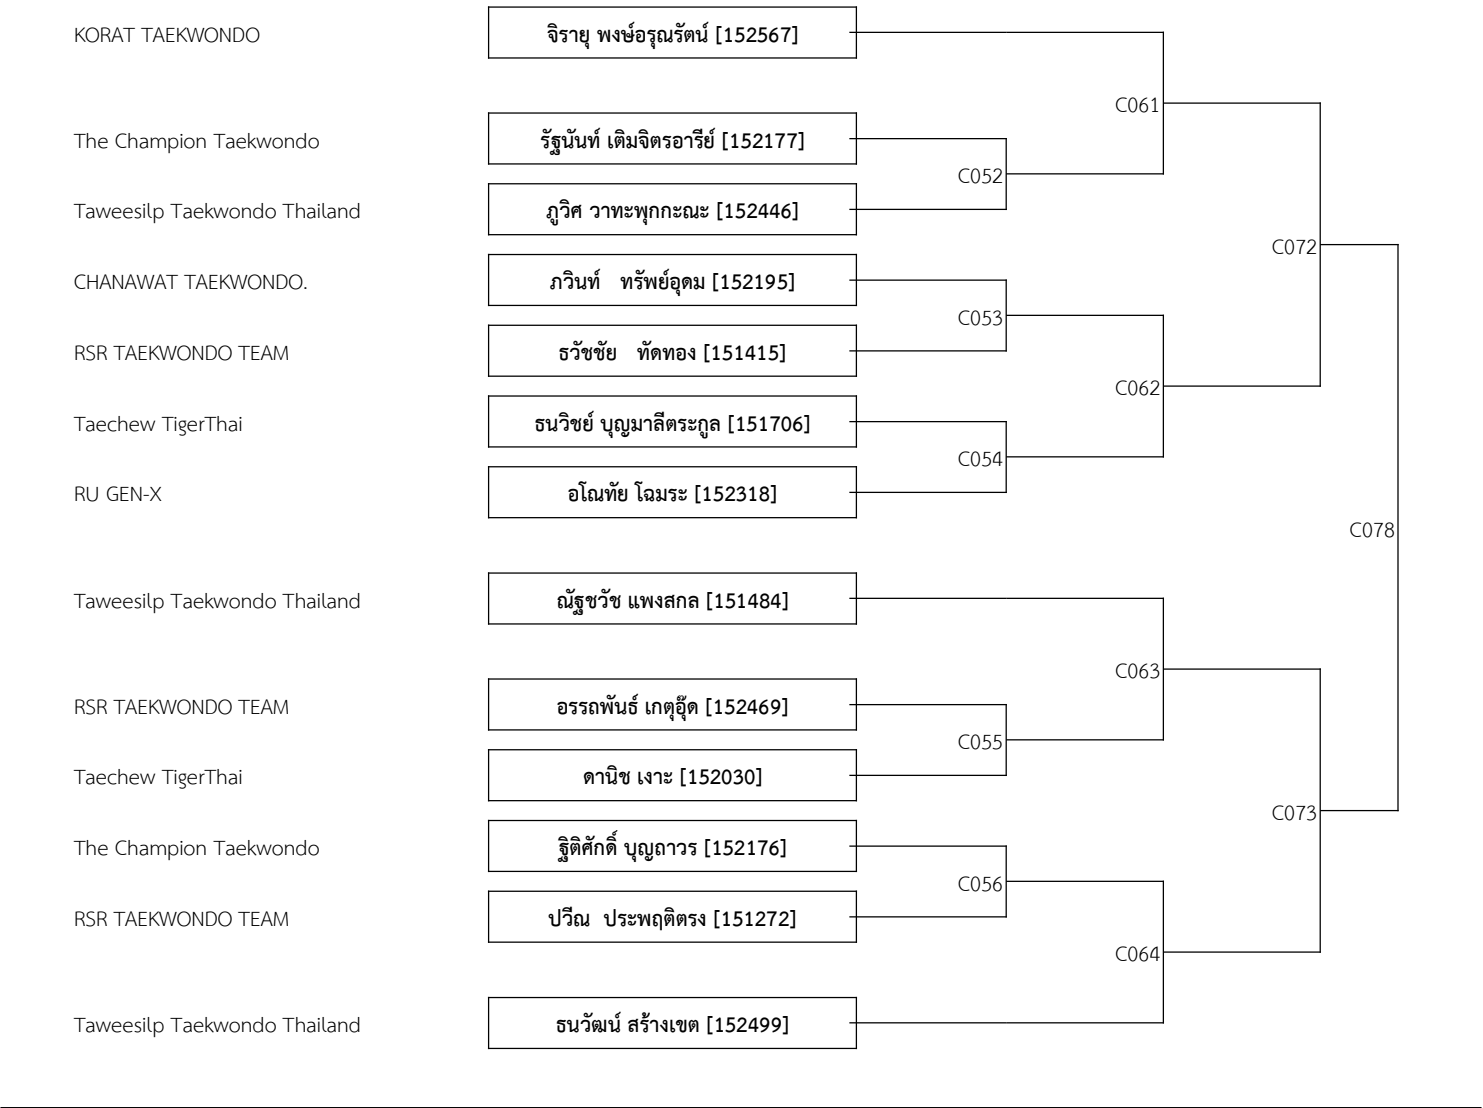 KORAT TAEKWONDO จิรายุ พงษ์อรุณรัตน์ [152567]
C061
The Champion Taekwondo รัฐนันท์ เติมจิตรอารีย์ [152177]
C052
Taweesilp Taekwondo Thailand ภูวิศ วาทะพุกกะณะ [152446]
C072
CHANAWAT TAEKWONDO. ภวินท์ ทรัพย์อุดม [152195]
C053
RSR TAEKWONDO TEAM ธวัชชัย ทัดทอง [151415]
C062
Taechew TigerThai ธนวิชย์ บุญมาลีตระกูล [151706]
C054
RU GEN-X อโณทัย โฉมระ [152318]
C078
Taweesilp Taekwondo Thailand ณัฐชวัช แพงสกล [151484]
C063
RSR TAEKWONDO TEAM อรรถพันธ์ เกตุอุ๊ด [152469]
C055
Taechew TigerThai ดานิช เงาะ [152030]
C073
The Champion Taekwondo ฐิติศักดิ์ บุญถาวร [152176]
C056
RSR TAEKWONDO TEAM ปวีณ ประพฤติตรง [151272]
C064
Taweesilp Taekwondo Thailand ธนวัฒน์ สร้างเขต [152499]